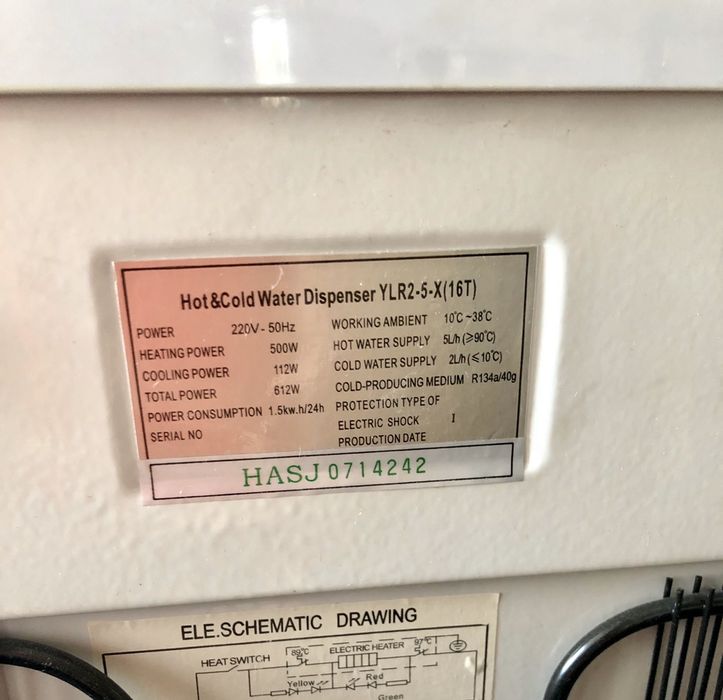 Hot&Cold Water Dispenser YLR2-5-X(16T)
POWER 220V - 50Hz
HEATING POWER 500W
COOLING POWER 112W
TOTAL POWER 612W
POWER CONSUMPTION 1.5kw.h/24h
SERIAL NO
WORKING AMBIENT 10℃ ~38℃
HOT WATER SUPPLY 5L/h (≥90℃)
COLD WATER SUPPLY 2L/h (≤10℃)
COLD-PRODUCING MEDIUM R134a/40g
PROTECTION TYPE OF
ELECTRIC SHOCK I
PRODUCTION DATE
HASJ 0714242
ELE.SCHEMATIC DRAWING
HEAT SWITCH 89℃ ELECTRIC HEATER 97℃
Yellow Red
Green